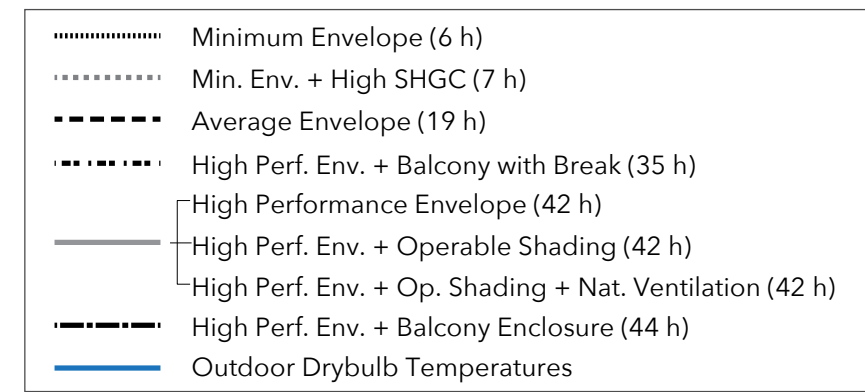 Minimum Envelope (6 h)
Min. Env. + High SHGC (7 h)
Average Envelope (19 h)
High Perf. Env. + Balcony with Break (35 h)
High Performance Envelope (42 h)
High Perf. Env. + Operable Shading (42 h)
High Perf. Env. + Op. Shading + Nat. Ventilation (42 h)
High Perf. Env. + Balcony Enclosure (44 h)
Outdoor Drybulb Temperatures